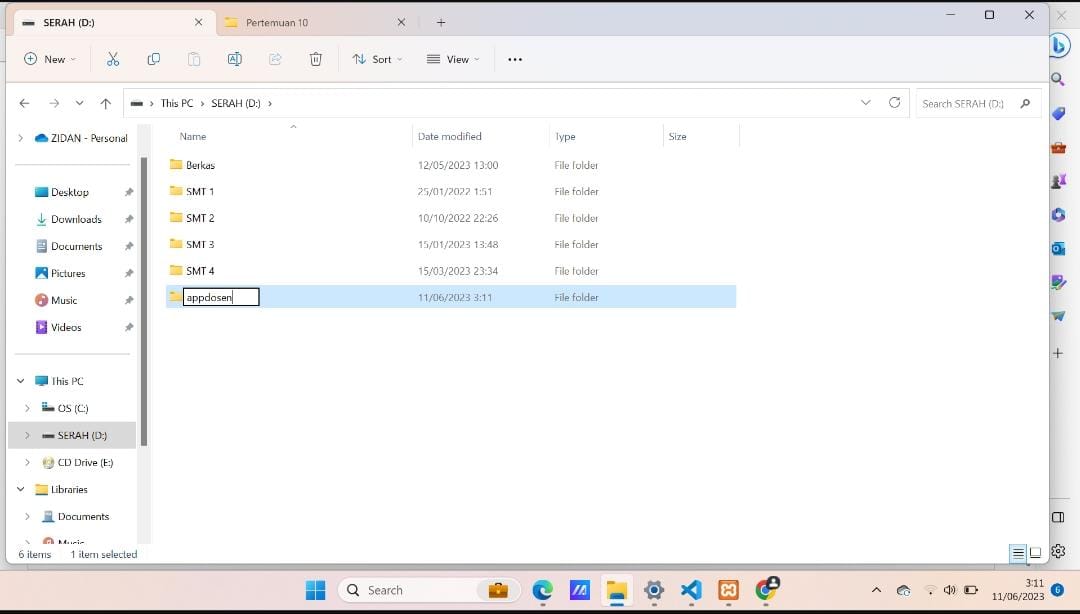 SERAH (D:)
Pertemuan 10
New
Sort
View
This PC > SERAH (D:) >
Search SERAH (D:)
ZIDAN - Personal
Desktop
Downloads
Documents
Pictures
Music
Videos
This PC
OS (C:)
SERAH (D:)
CD Drive (E:)
Libraries
Documents
Music
Name Date modified Type Size
Berkas 12/05/2023 13:00 File folder
SMT 1 25/01/2022 1:51 File folder
SMT 2 10/10/2022 22:26 File folder
SMT 3 15/01/2023 13:48 File folder
SMT 4 15/03/2023 23:34 File folder
appdosen 11/06/2023 3:11 File folder
6 items 1 item selected
Search
3:11
11/06/2023
6